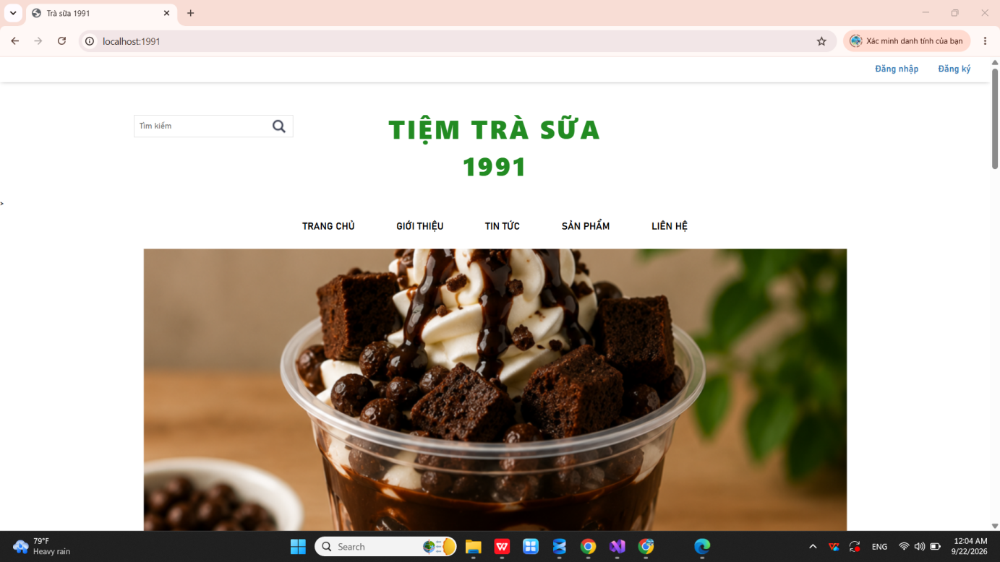 Trà sữa 1991
localhost:1991
Xác minh danh tính của bạn
Đăng nhập
Đăng ký
Tìm kiếm
TIỆM TRÀ SỮA
1991
>
TRANG CHỦ
GIỚI THIỆU
TIN TỨC
SẢN PHẨM
LIÊN HỆ
79°F
Heavy rain
Search
ENG
12:04 AM
9/22/2026